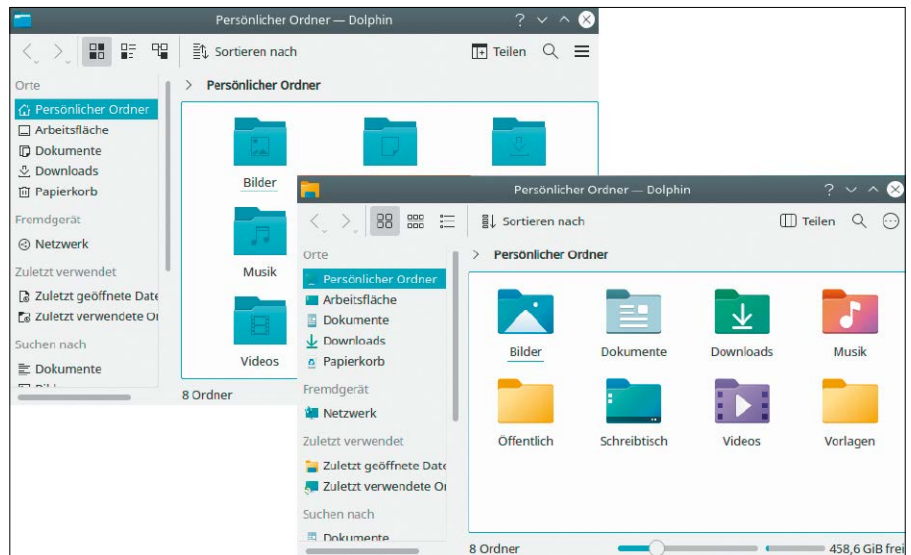 Persönlicher Ordner — Dolphin
Sortieren nach
Teilen
Orte
Persönlicher Ordner
Arbeitsfläche
Dokumente
Downloads
Papierkorb
Fremdgerät
Netzwerk
Zuletzt verwendet
Zuletzt geöffnete Date
Zuletzt verwendete Or
Suchen nach
Dokumente
Persönlicher Ordner
Bilder
Musik
Videos
8 Ordner
Persönlicher Ordner — Dolphin
Sortieren nach
Teilen
Orte
Persönlicher Ordner
Arbeitsfläche
Dokumente
Downloads
Papierkorb
Fremdgerät
Netzwerk
Zuletzt verwendet
Zuletzt geöffnete Date
Zuletzt verwendete Or
Suchen nach
Dokumente
Persönlicher Ordner
Bilder Dokumente Downloads Musik
Öffentlich Schreibtisch Videos Vorlagen
8 Ordner 458,6 GiB frei